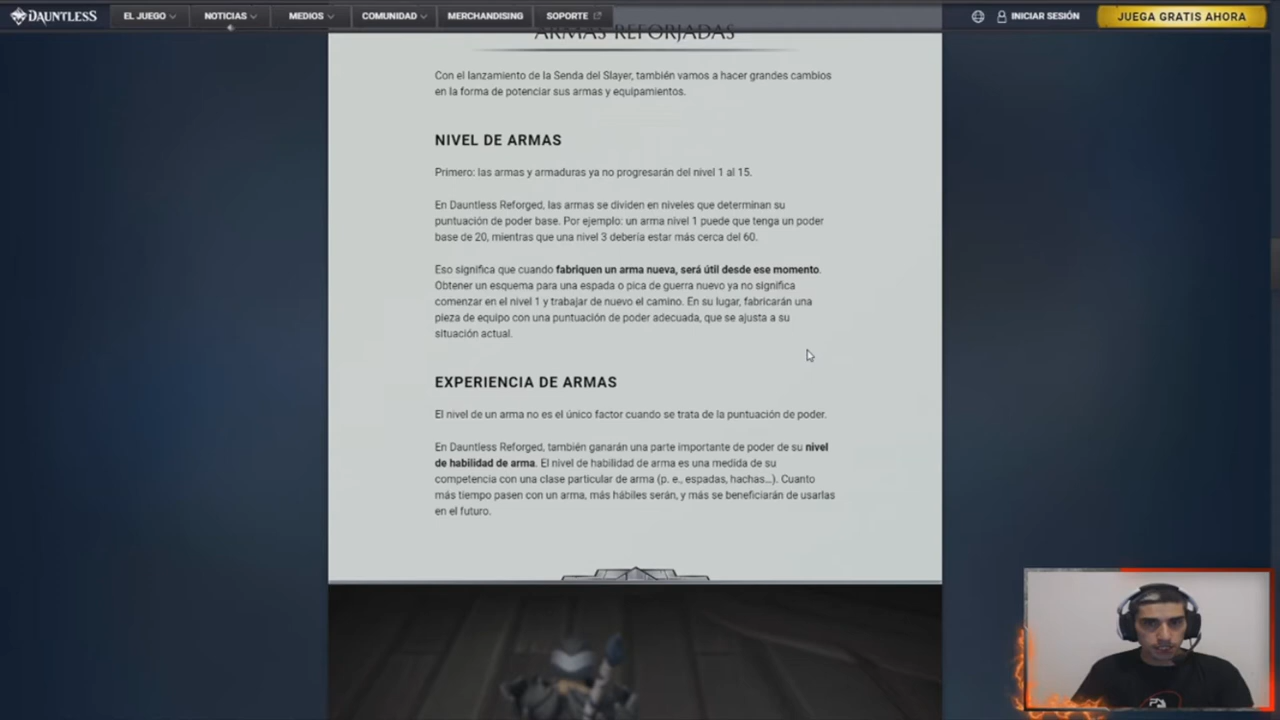 DAUNTLESS
EL JUEGO
NOTICIAS
MEDIOS
COMUNIDAD
MERCHANDISING
SOPORTE
INICIAR SESIÓN
JUEGA GRATIS AHORA
ARMAS REFORJADAS
Con el lanzamiento de la Senda del Slayer, también vamos a hacer grandes cambios
en la forma de potenciar sus armas y equipamientos.
NIVEL DE ARMAS
Primero: las armas y armaduras ya no progresarán del nivel 1 al 15.
En Dauntless Reforged, las armas se dividen en niveles que determinan su
puntuación de poder base. Por ejemplo: un arma nivel 1 puede que tenga un poder
base de 20, mientras que una nivel 3 debería estar más cerca del 60.
Eso significa que cuando fabriquen un arma nueva, será útil desde ese momento.
Obtener un esquema para una espada o pica de guerra nuevo ya no significa
comenzar en el nivel 1 y trabajar de nuevo el camino. En su lugar, fabricarán una
pieza de equipo con una puntuación de poder adecuada, que se ajusta a su
situación actual.
EXPERIENCIA DE ARMAS
El nivel de un arma no es el único factor cuando se trata de la puntuación de poder.
En Dauntless Reforged, también ganarán una parte importante de poder de su nivel
de habilidad de arma. El nivel de habilidad de arma es una medida de su
competencia con una clase particular de arma (p. e., espadas, hachas...). Cuanto
más tiempo pasen con un arma, más hábiles serán, y más se beneficiarán de usarlas
en el futuro.